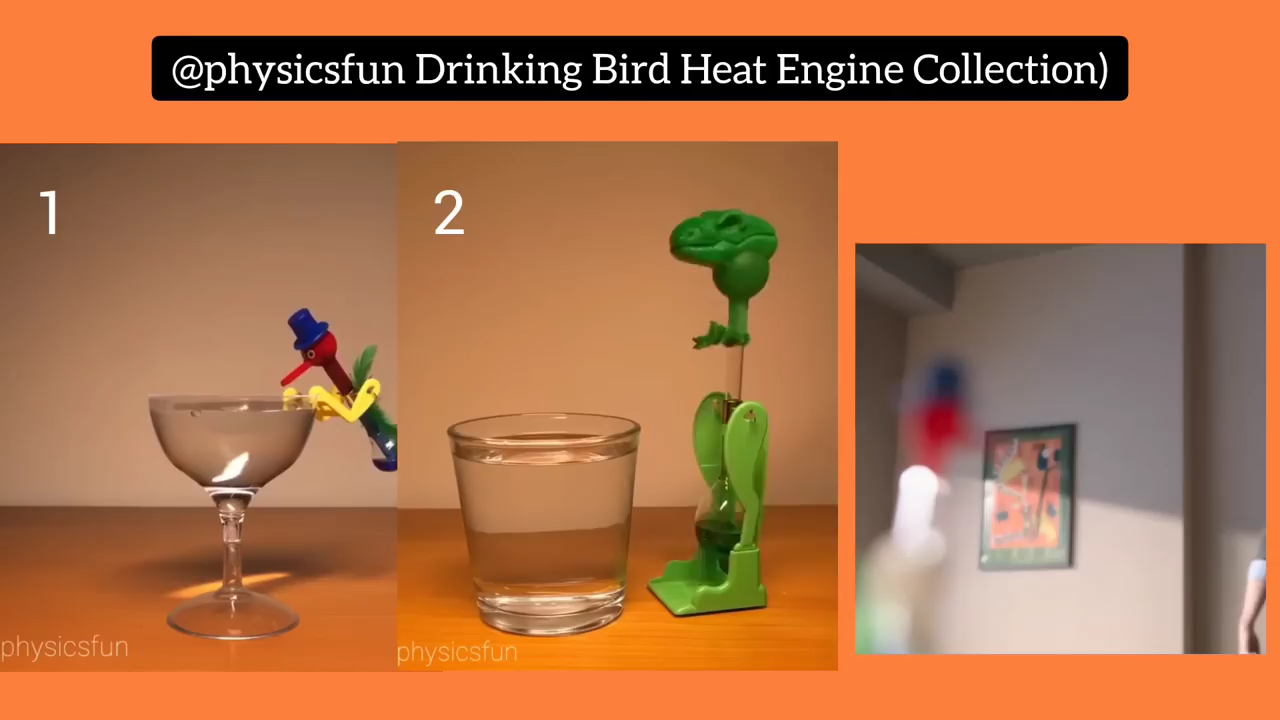 @physicsfun Drinking Bird Heat Engine Collection)
1
2
physicsfun
physicsfun